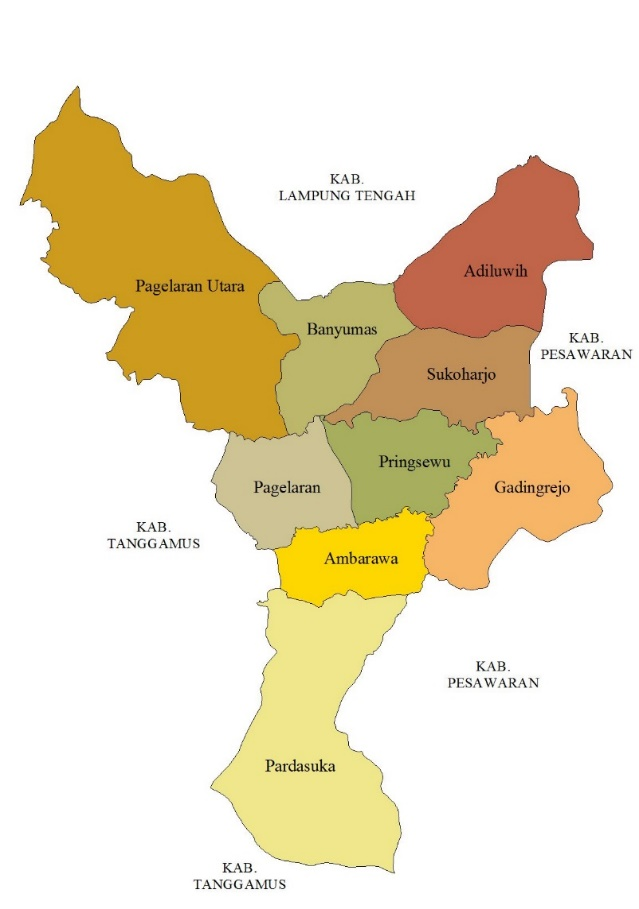 KAB.
LAMPUNG TENGAH
Adiluwih
Pagelaran Utara
Banyumas
KAB.
PESAWARAN
Sukoharjo
Pringsewu
Pagelaran
Gadingrejo
KAB.
TANGGAMUS
Ambarawa
KAB.
PESAWARAN
Pardasuka
KAB.
TANGGAMUS